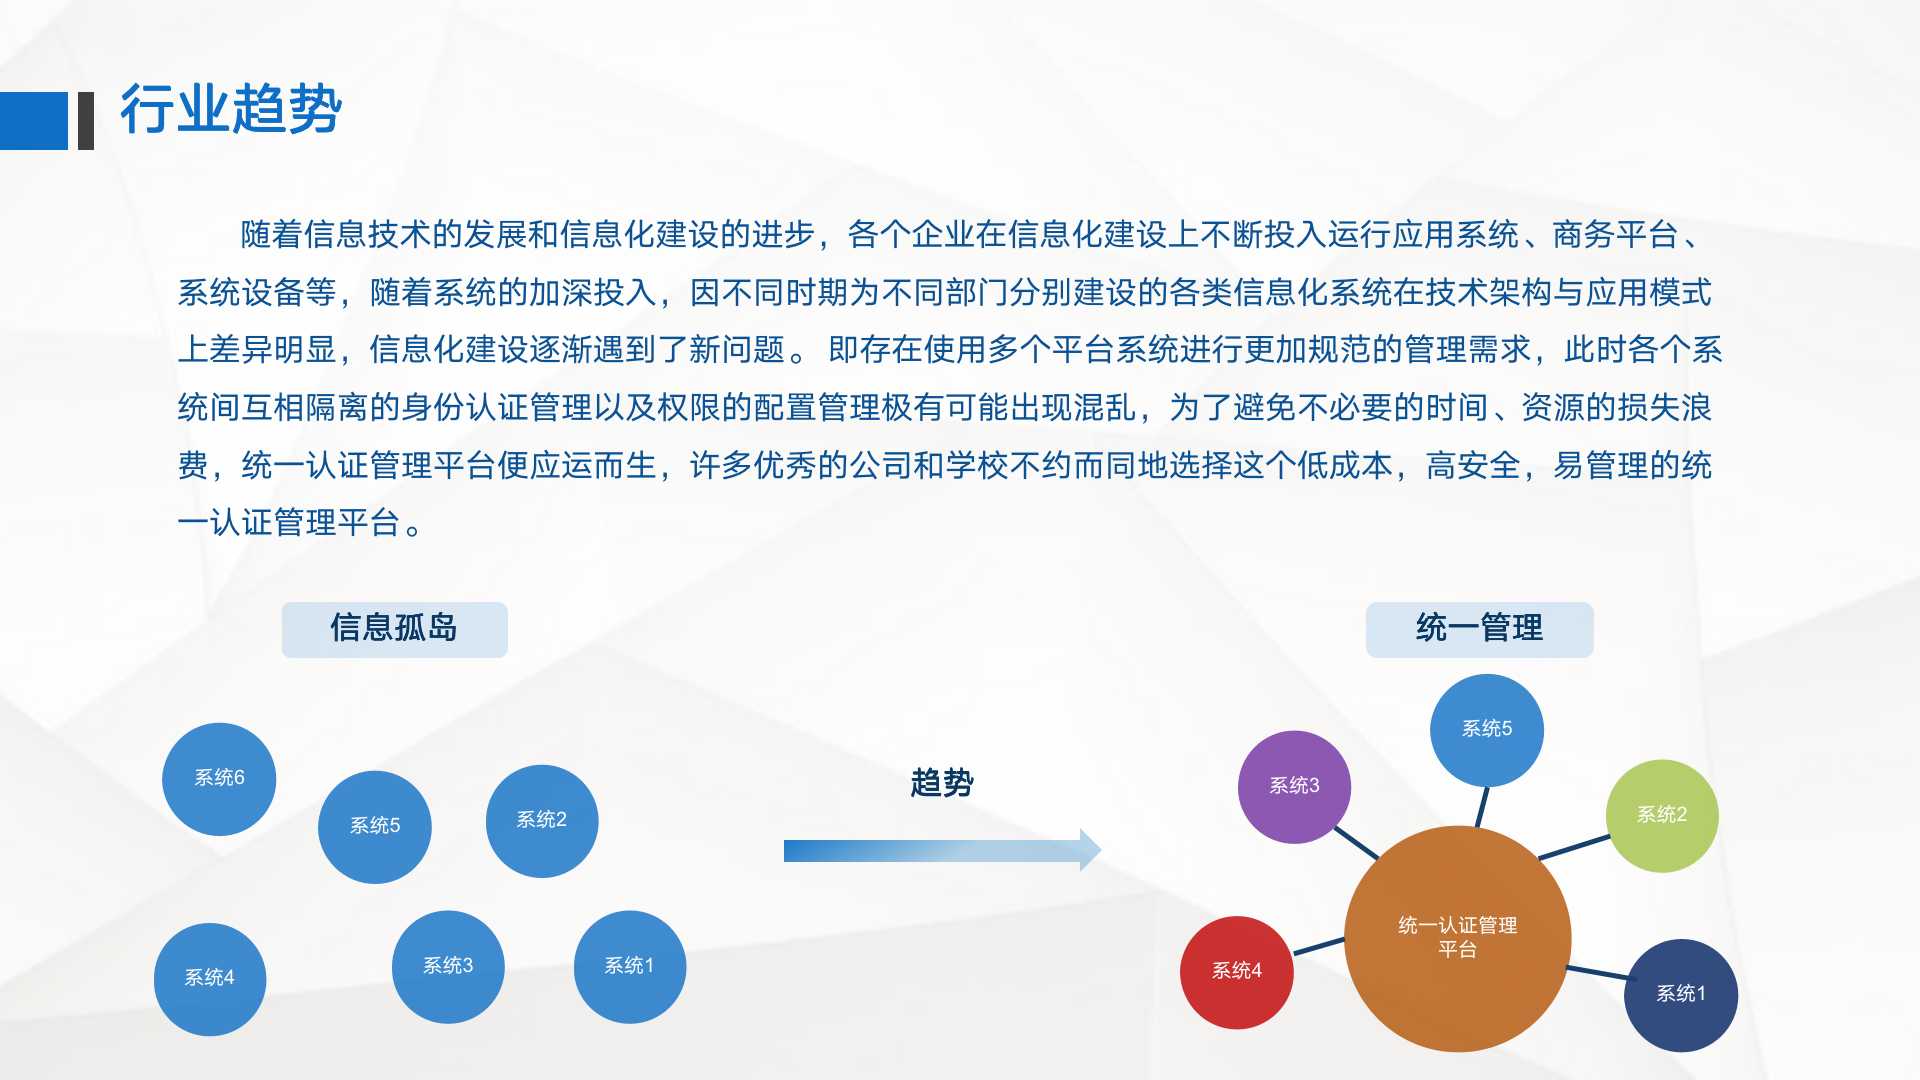 行业趋势
随着信息技术的发展和信息化建设的进步，各个企业在信息化建设上不断投入运行应用系统、商务平台、
系统设备等，随着系统的加深投入，因不同时期为不同部门分别建设的各类信息化系统在技术架构与应用模式
上差异明显，信息化建设逐渐遇到了新问题。 即存在使用多个平台系统进行更加规范的管理需求，此时各个系
统间互相隔离的身份认证管理以及权限的配置管理极有可能出现混乱，为了避免不必要的时间、资源的损失浪
费，统一认证管理平台便应运而生，许多优秀的公司和学校不约而同地选择这个低成本，高安全，易管理的统
一认证管理平台。
信息孤岛
系统6
系统5
系统2
系统4
系统3
系统1
趋势
统一管理
系统5
系统3
系统2
统一认证管理
平台
系统4
系统1